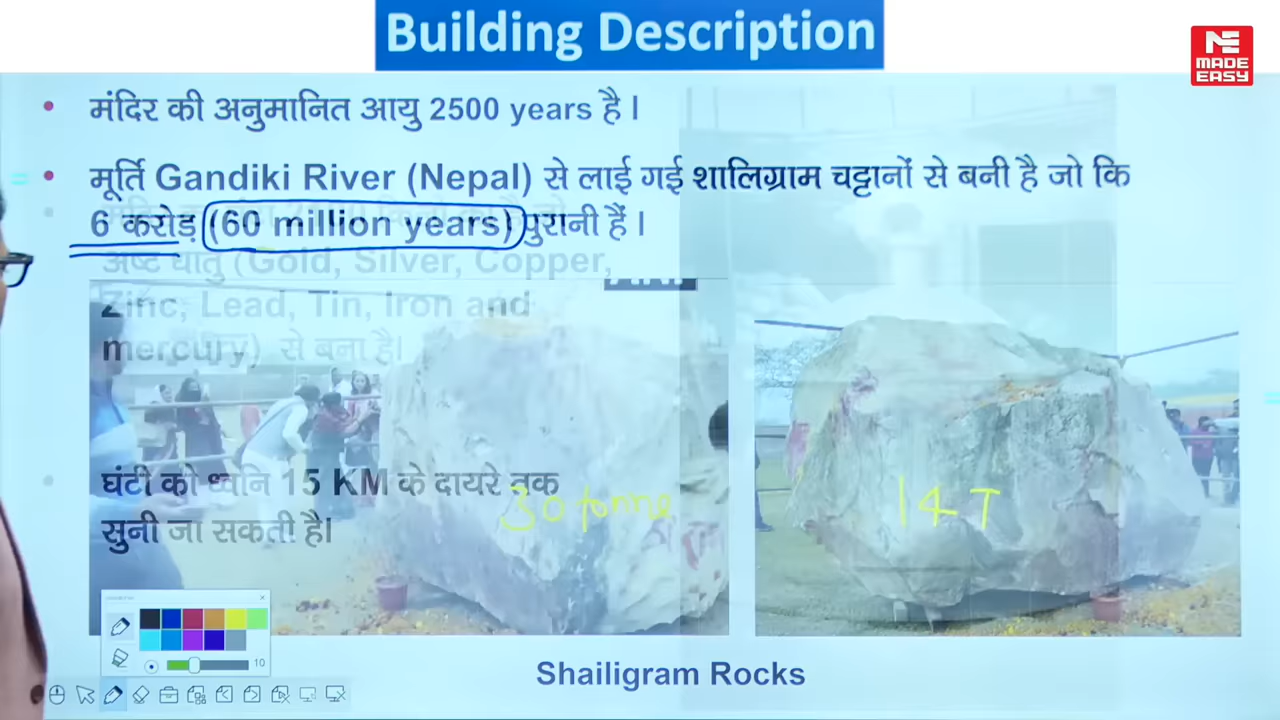 Building Description
ME
MADE
EASY
• मंदिर की अनुमानित आयु 2500 years है।
• मूर्ति Gandiki River (Nepal) से लाई गई शालिग्राम चट्टानों से बनी है जो कि
6 करोड़ (60 million years) पुरानी हैं।
अष्ट धातु (Gold, Silver, Copper,
Zinc, Lead, Tin, Iron and
mercury) से बना है।
• घंटी की ध्वनि 15 KM के दायरे तक
सुनी जा सकती है।
30 tonne
14 T
10
Shailigram Rocks